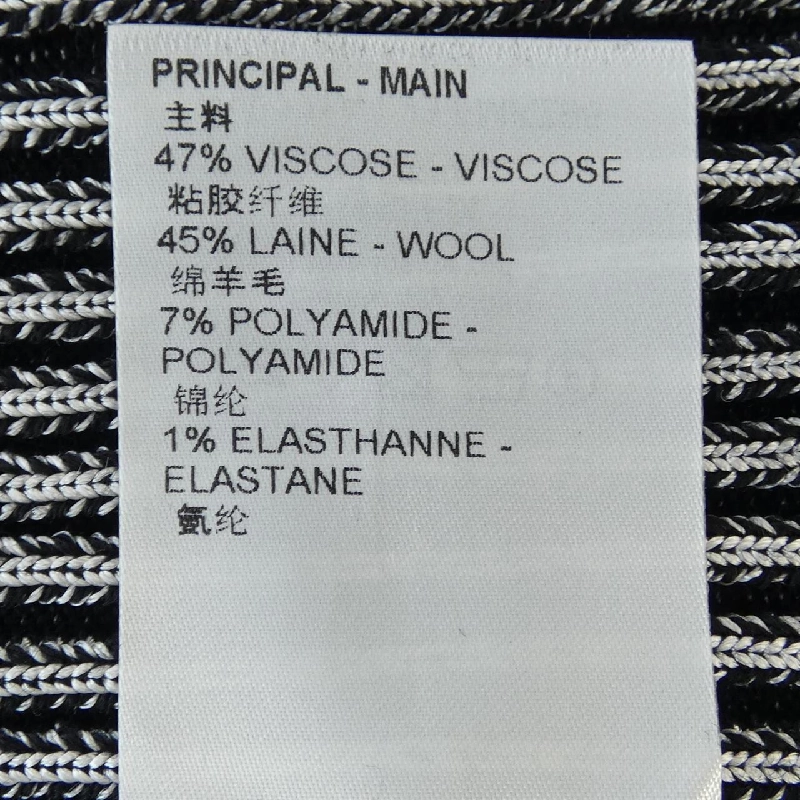 PRINCIPAL - MAIN
主料
47% VISCOSE - VISCOSE
粘胶纤维
45% LAINE - WOOL
绵羊毛
7% POLYAMIDE -
POLYAMIDE
锦纶
1% ELASTHANNE -
ELASTANE
氨纶